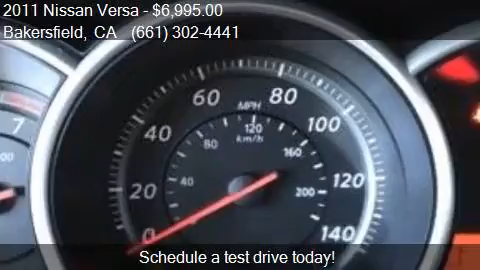 2011 Nissan Versa - $6,995.00
Bakersfield, CA (661) 302-4441
60 MPH 80
40 100
80 120 160
km/h
7
20 40 200 120
0 140
Schedule a test drive today!